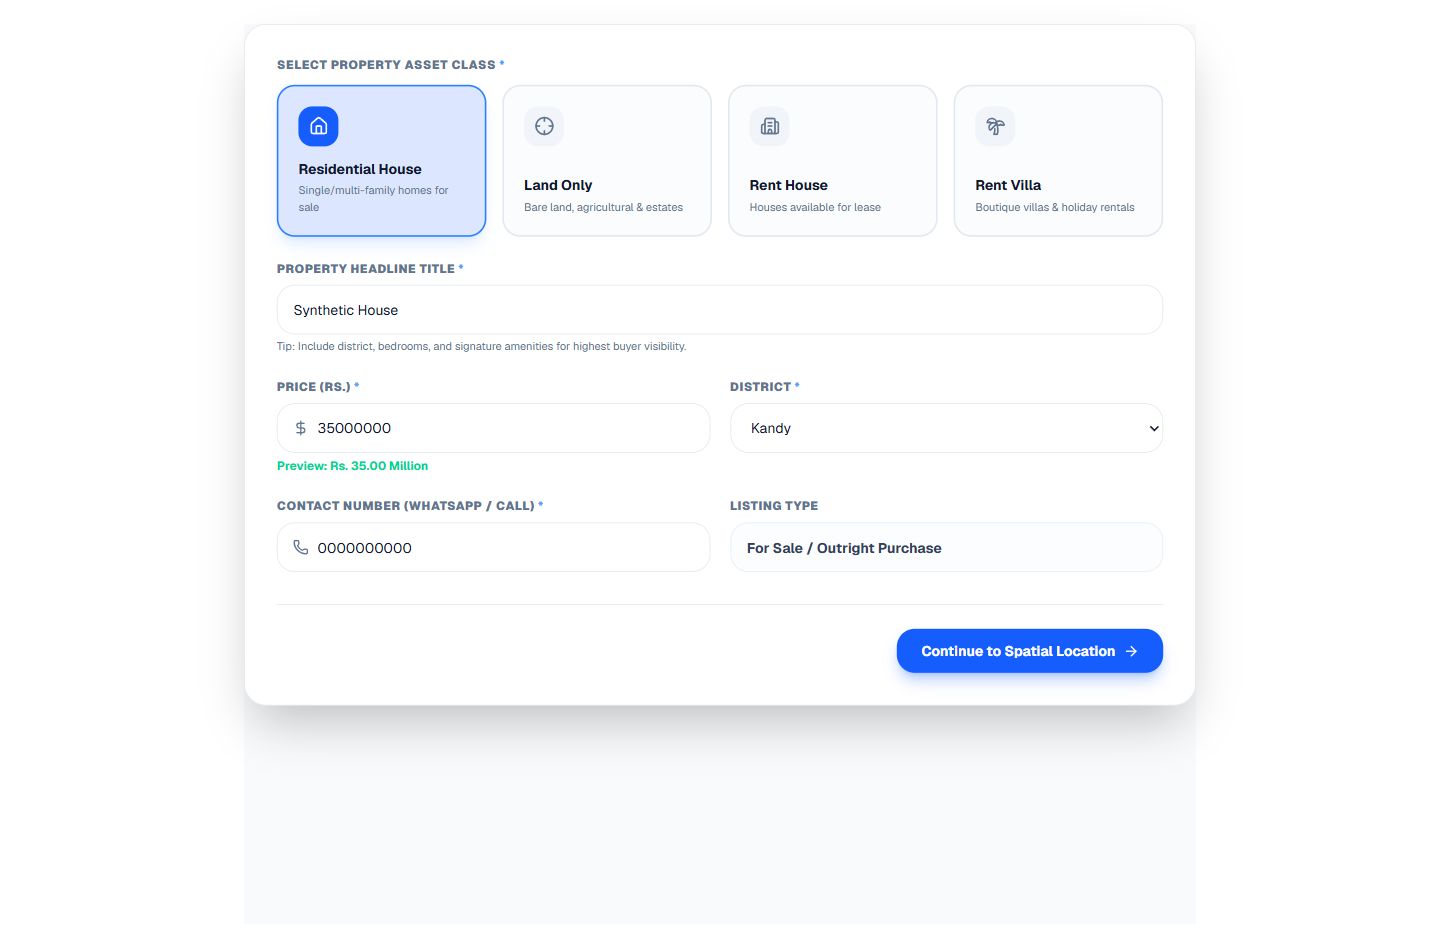 SELECT PROPERTY ASSET CLASS *
Residential House
Single/multi-family homes for
sale
Land Only
Bare land, agricultural & estates
Rent House
Houses available for lease
Rent Villa
Boutique villas & holiday rentals
PROPERTY HEADLINE TITLE *
Synthetic House
Tip: Include district, bedrooms, and signature amenities for highest buyer visibility.
PRICE (RS.) *
$ 35000000
Preview: Rs. 35.00 Million
DISTRICT *
Kandy
CONTACT NUMBER (WHATSAPP / CALL) *
0000000000
LISTING TYPE
For Sale / Outright Purchase
Continue to Spatial Location →